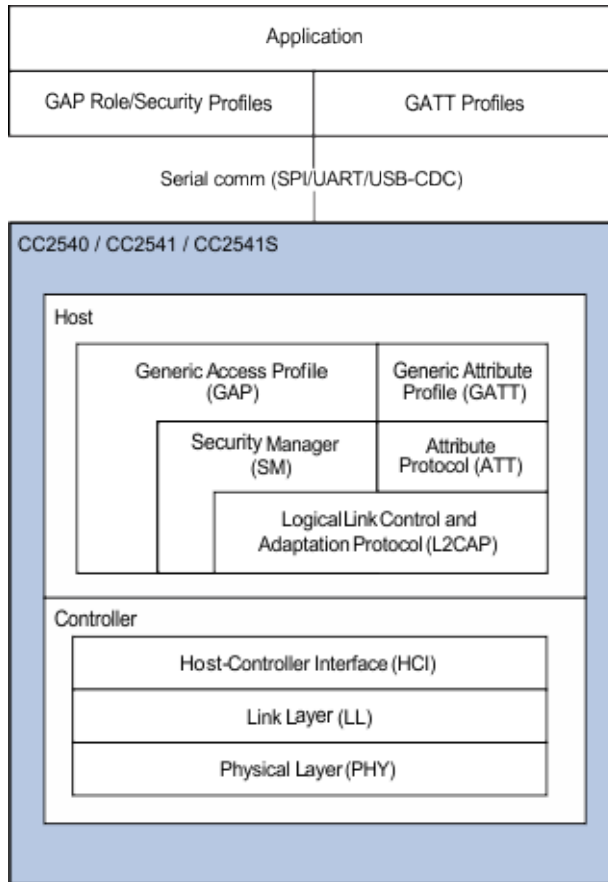 Application
GAP Role/Security Profiles
GATT Profiles
Serial comm (SPI/UART/USB-CDC)
CC2540 / CC2541 / CC2541S
Host
Generic Access Profile
(GAP)
Generic Attribute
Profile (GATT)
Security Manager
(SM)
Attribute
Protocol (ATT)
Logical Link Control and
Adaptation Protocol (L2CAP)
Controller
Host-Controller Interface (HCI)
Link Layer (LL)
Physical Layer (PHY)